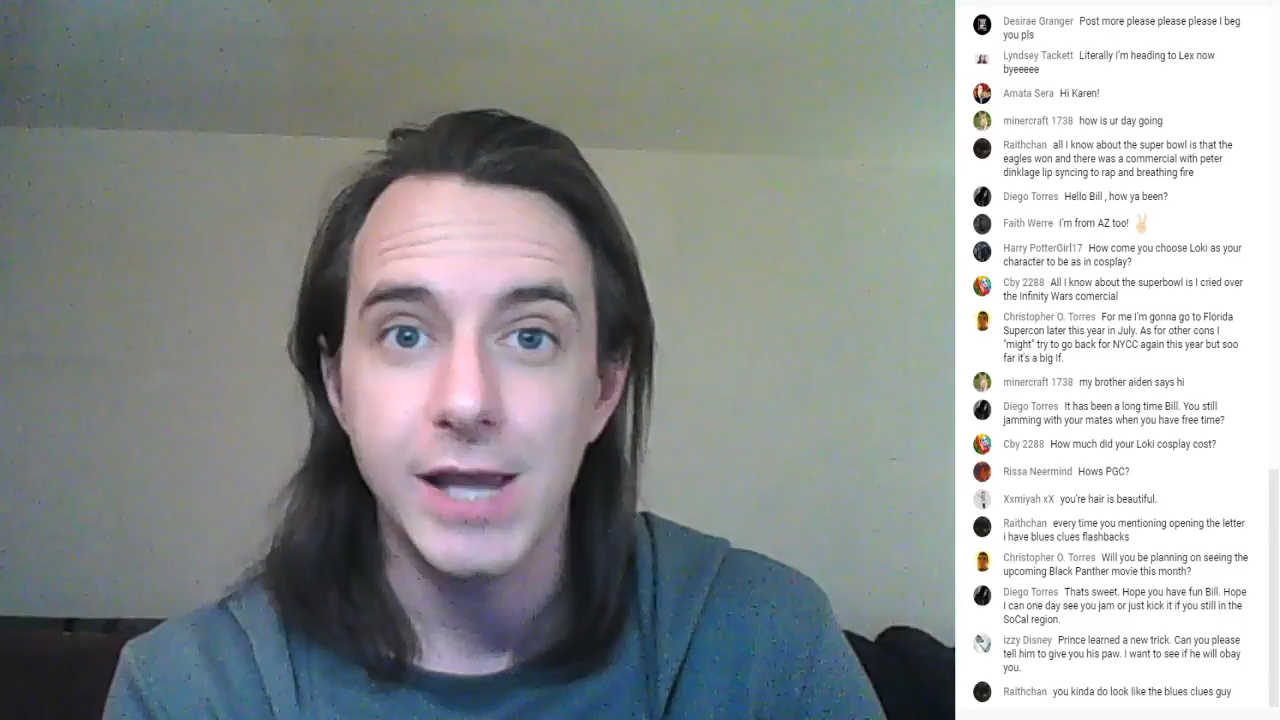 Desirae Granger Post more please please please I beg
you pls
Lyndsey Tackett Literally I'm heading to Lex now
byeeeee
Amata Sera Hi Karen!
minercraft 1738 how is ur day going
Raithchan all I know about the super bowl is that the
eagles won and there was a commercial with peter
dinklage lip syncing to rap and breathing fire
Diego Torres Hello Bill , how ya been?
Faith Werre I'm from AZ too! ✌🏻
Harry PotterGirl17 How come you choose Loki as your
character to be as in cosplay?
Cby 2288 All I know about the superbowl is I cried over
the Infinity Wars comercial
Christopher O. Torres For me I'm gonna go to Florida
Supercon later this year in July. As for other cons I
"might" try to go back for NYCC again this year but soo
far it's a big If.
minercraft 1738 my brother aiden says hi
Diego Torres It has been a long time Bill. You still
jamming with your mates when you have free time?
Cby 2288 How much did your Loki cosplay cost?
Rissa Neermind Hows PGC?
Xxmiyah xX you're hair is beautiful.
Raithchan every time you mentioning opening the letter
i have blues clues flashbacks
Christopher O. Torres Will you be planning on seeing the
upcoming Black Panther movie this month?
Diego Torres Thats sweet. Hope you have fun Bill. Hope
I can one day see you jam or just kick it if you still in the
SoCal region.
izzy Disney Prince learned a new trick. Can you please
tell him to give you his paw. I want to see if he will obay
you.
Raithchan you kinda do look like the blues clues guy